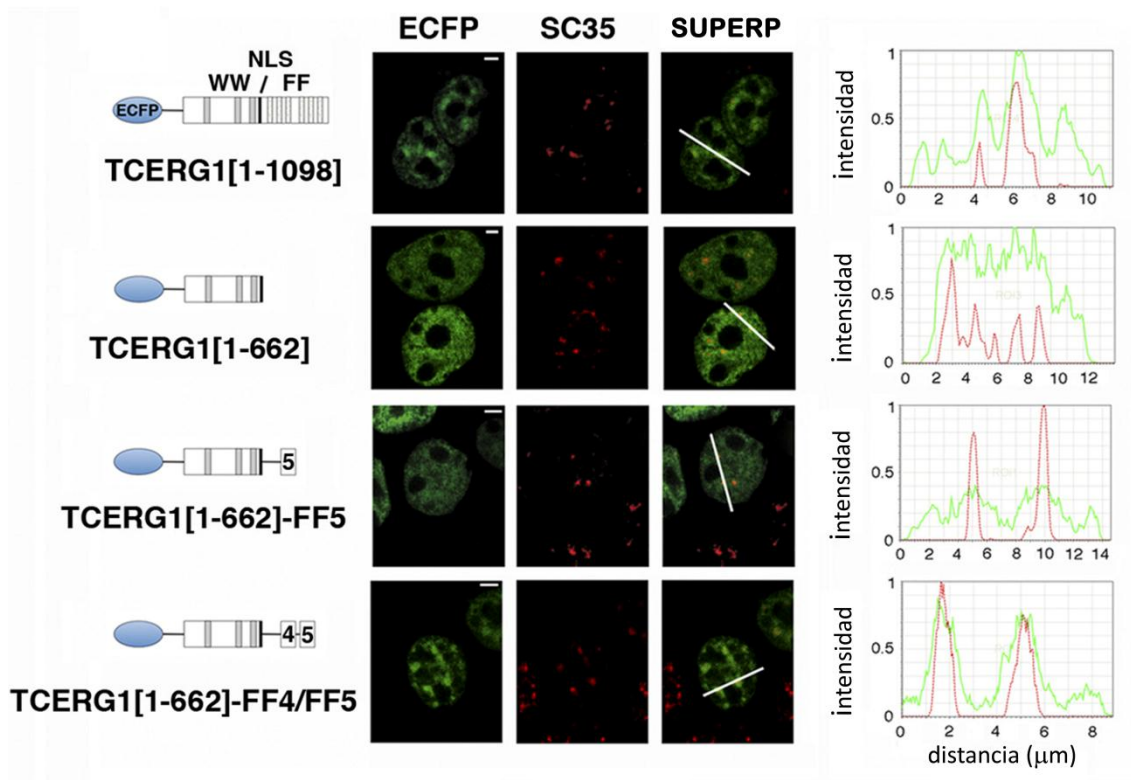 ECFP SC35 SUPERP
NLS
WW / FF
ECFP
TCERG1[1-1098]
intensidad
1
0.5
0
0 2 4 6 8 10
TCERG1[1-662]
intensidad
1
0.5
0
0 2 4 6 8 10 12
5
TCERG1[1-662]-FF5
intensidad
1
0.5
0
0 2 4 6 8 10 12 14
4 5
TCERG1[1-662]-FF4/FF5
intensidad
1
0.5
0
0 2 4 6 8
distancia (μm)